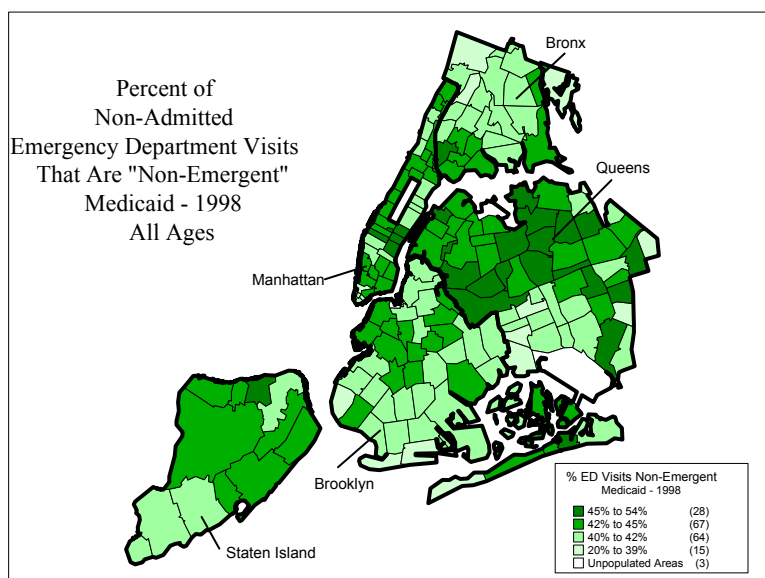 Percent of
Non-Admitted
Emergency Department Visits
That Are "Non-Emergent"
Medicaid - 1998
All Ages
Bronx
Queens
Manhattan
Brooklyn
Staten Island
% ED Visits Non-Emergent
Medicaid - 1998
45% to 54% (28)
42% to 45% (67)
40% to 42% (64)
20% to 39% (15)
Unpopulated Areas (3)